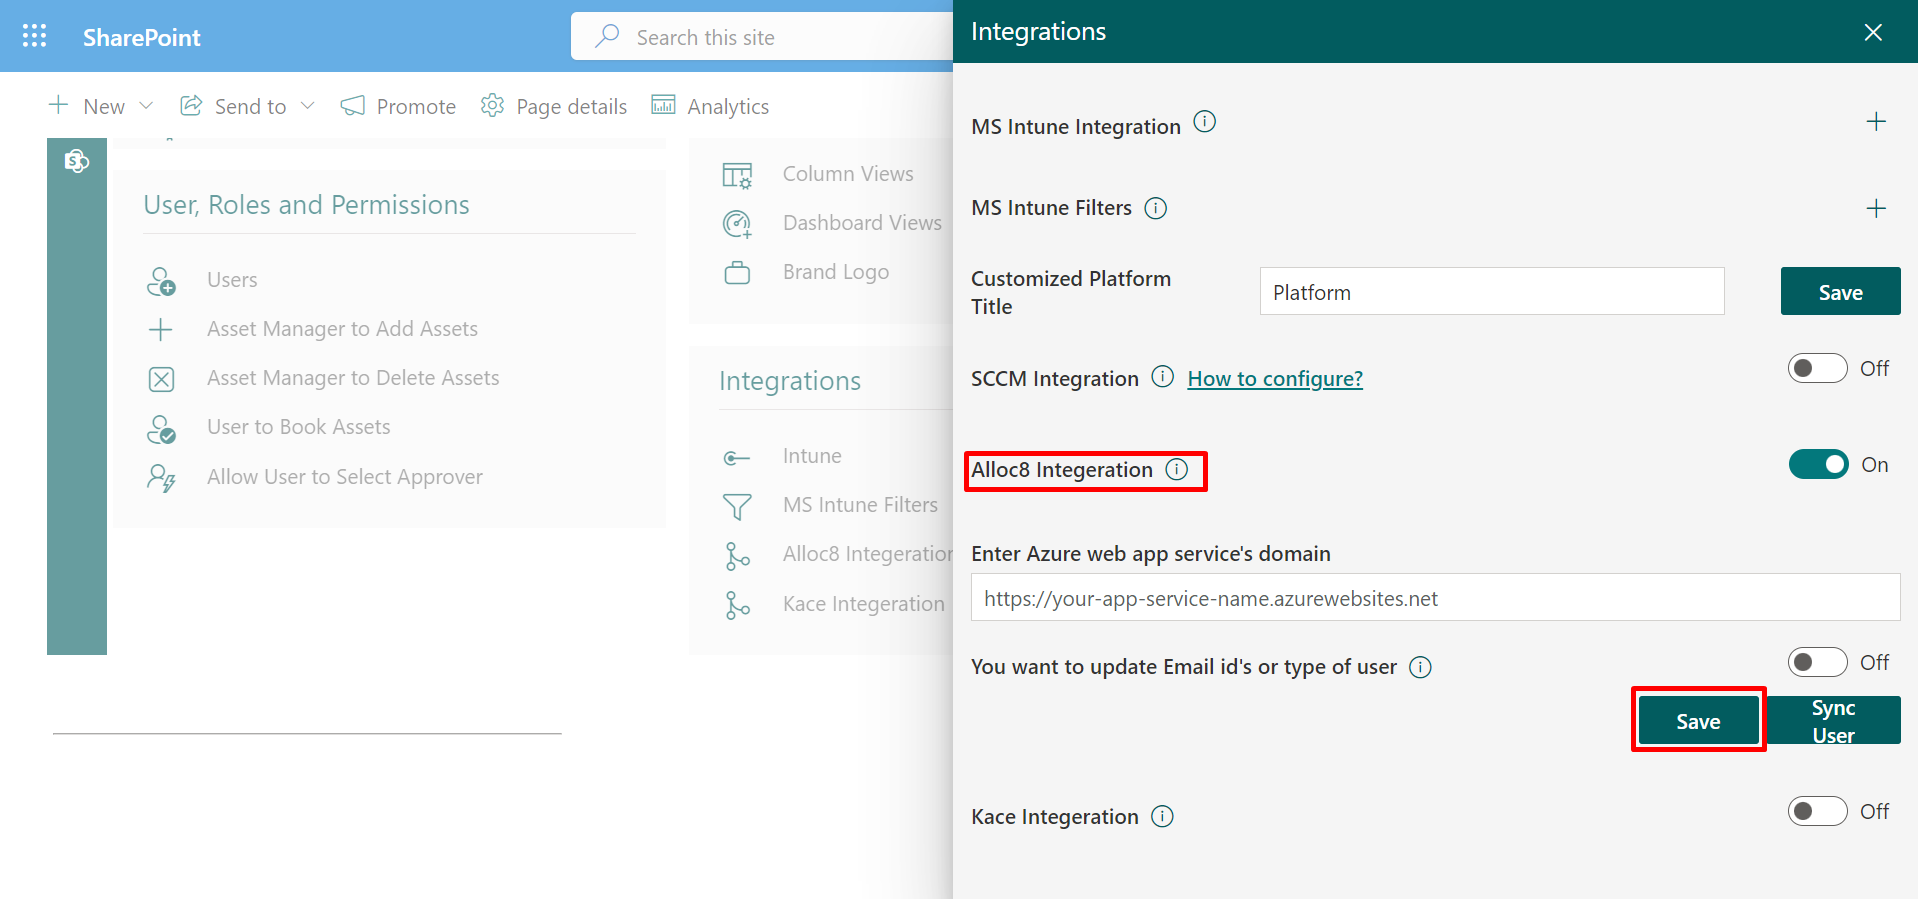 SharePoint
Search this site
New
Send to
Promote
Page details
Analytics
User, Roles and Permissions
Users
Asset Manager to Add Assets
Asset Manager to Delete Assets
User to Book Assets
Allow User to Select Approver
Column Views
Dashboard Views
Brand Logo
Integrations
Intune
MS Intune Filters
Alloc8 Integeration
Kace Integeration
Integrations
MS Intune Integration
MS Intune Filters
Customized Platform
Title
Platform
Save
SCCM Integration
How to configure?
Off
Alloc8 Integeration
On
Enter Azure web app service's domain
https://your-app-service-name.azurewebsites.net
You want to update Email id's or type of user
Off
Save
Sync
User
Kace Integeration
Off